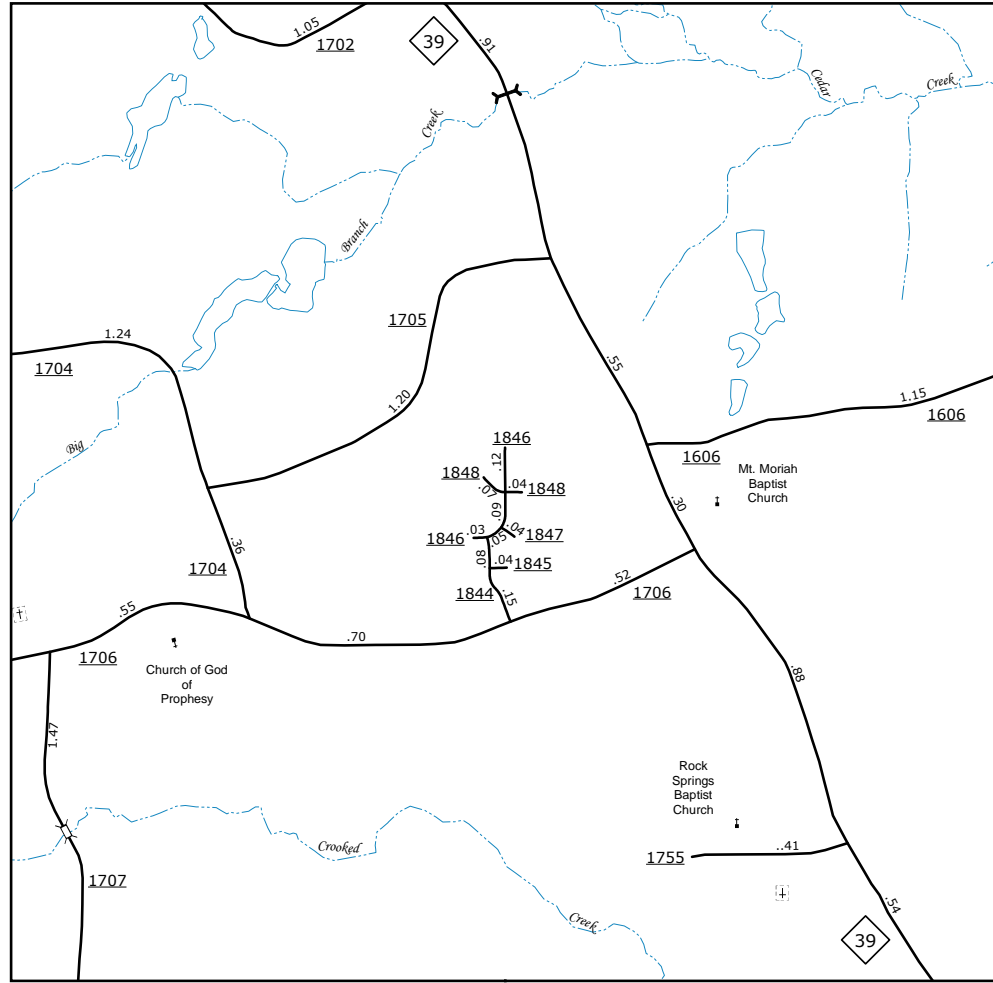 1.05
1702
39
.91
Cedar
Creek
Creek
Branch
1705
1.24
1704
.55
1.20
1.15
1606
1606
Big
1846
.12
1848
.07
.04
1848
Mt. Moriah
Baptist
Church
.30
.09
.04
.03
1846
.05
1847
.36
.08
.04
1845
1704
1844
.15
.52
1706
.55
.70
1706
Church of God
of
Prophesy
.88
1.47
Rock
Springs
Baptist
Church
Crooked
..41
1755
1707
.54
Creek
39